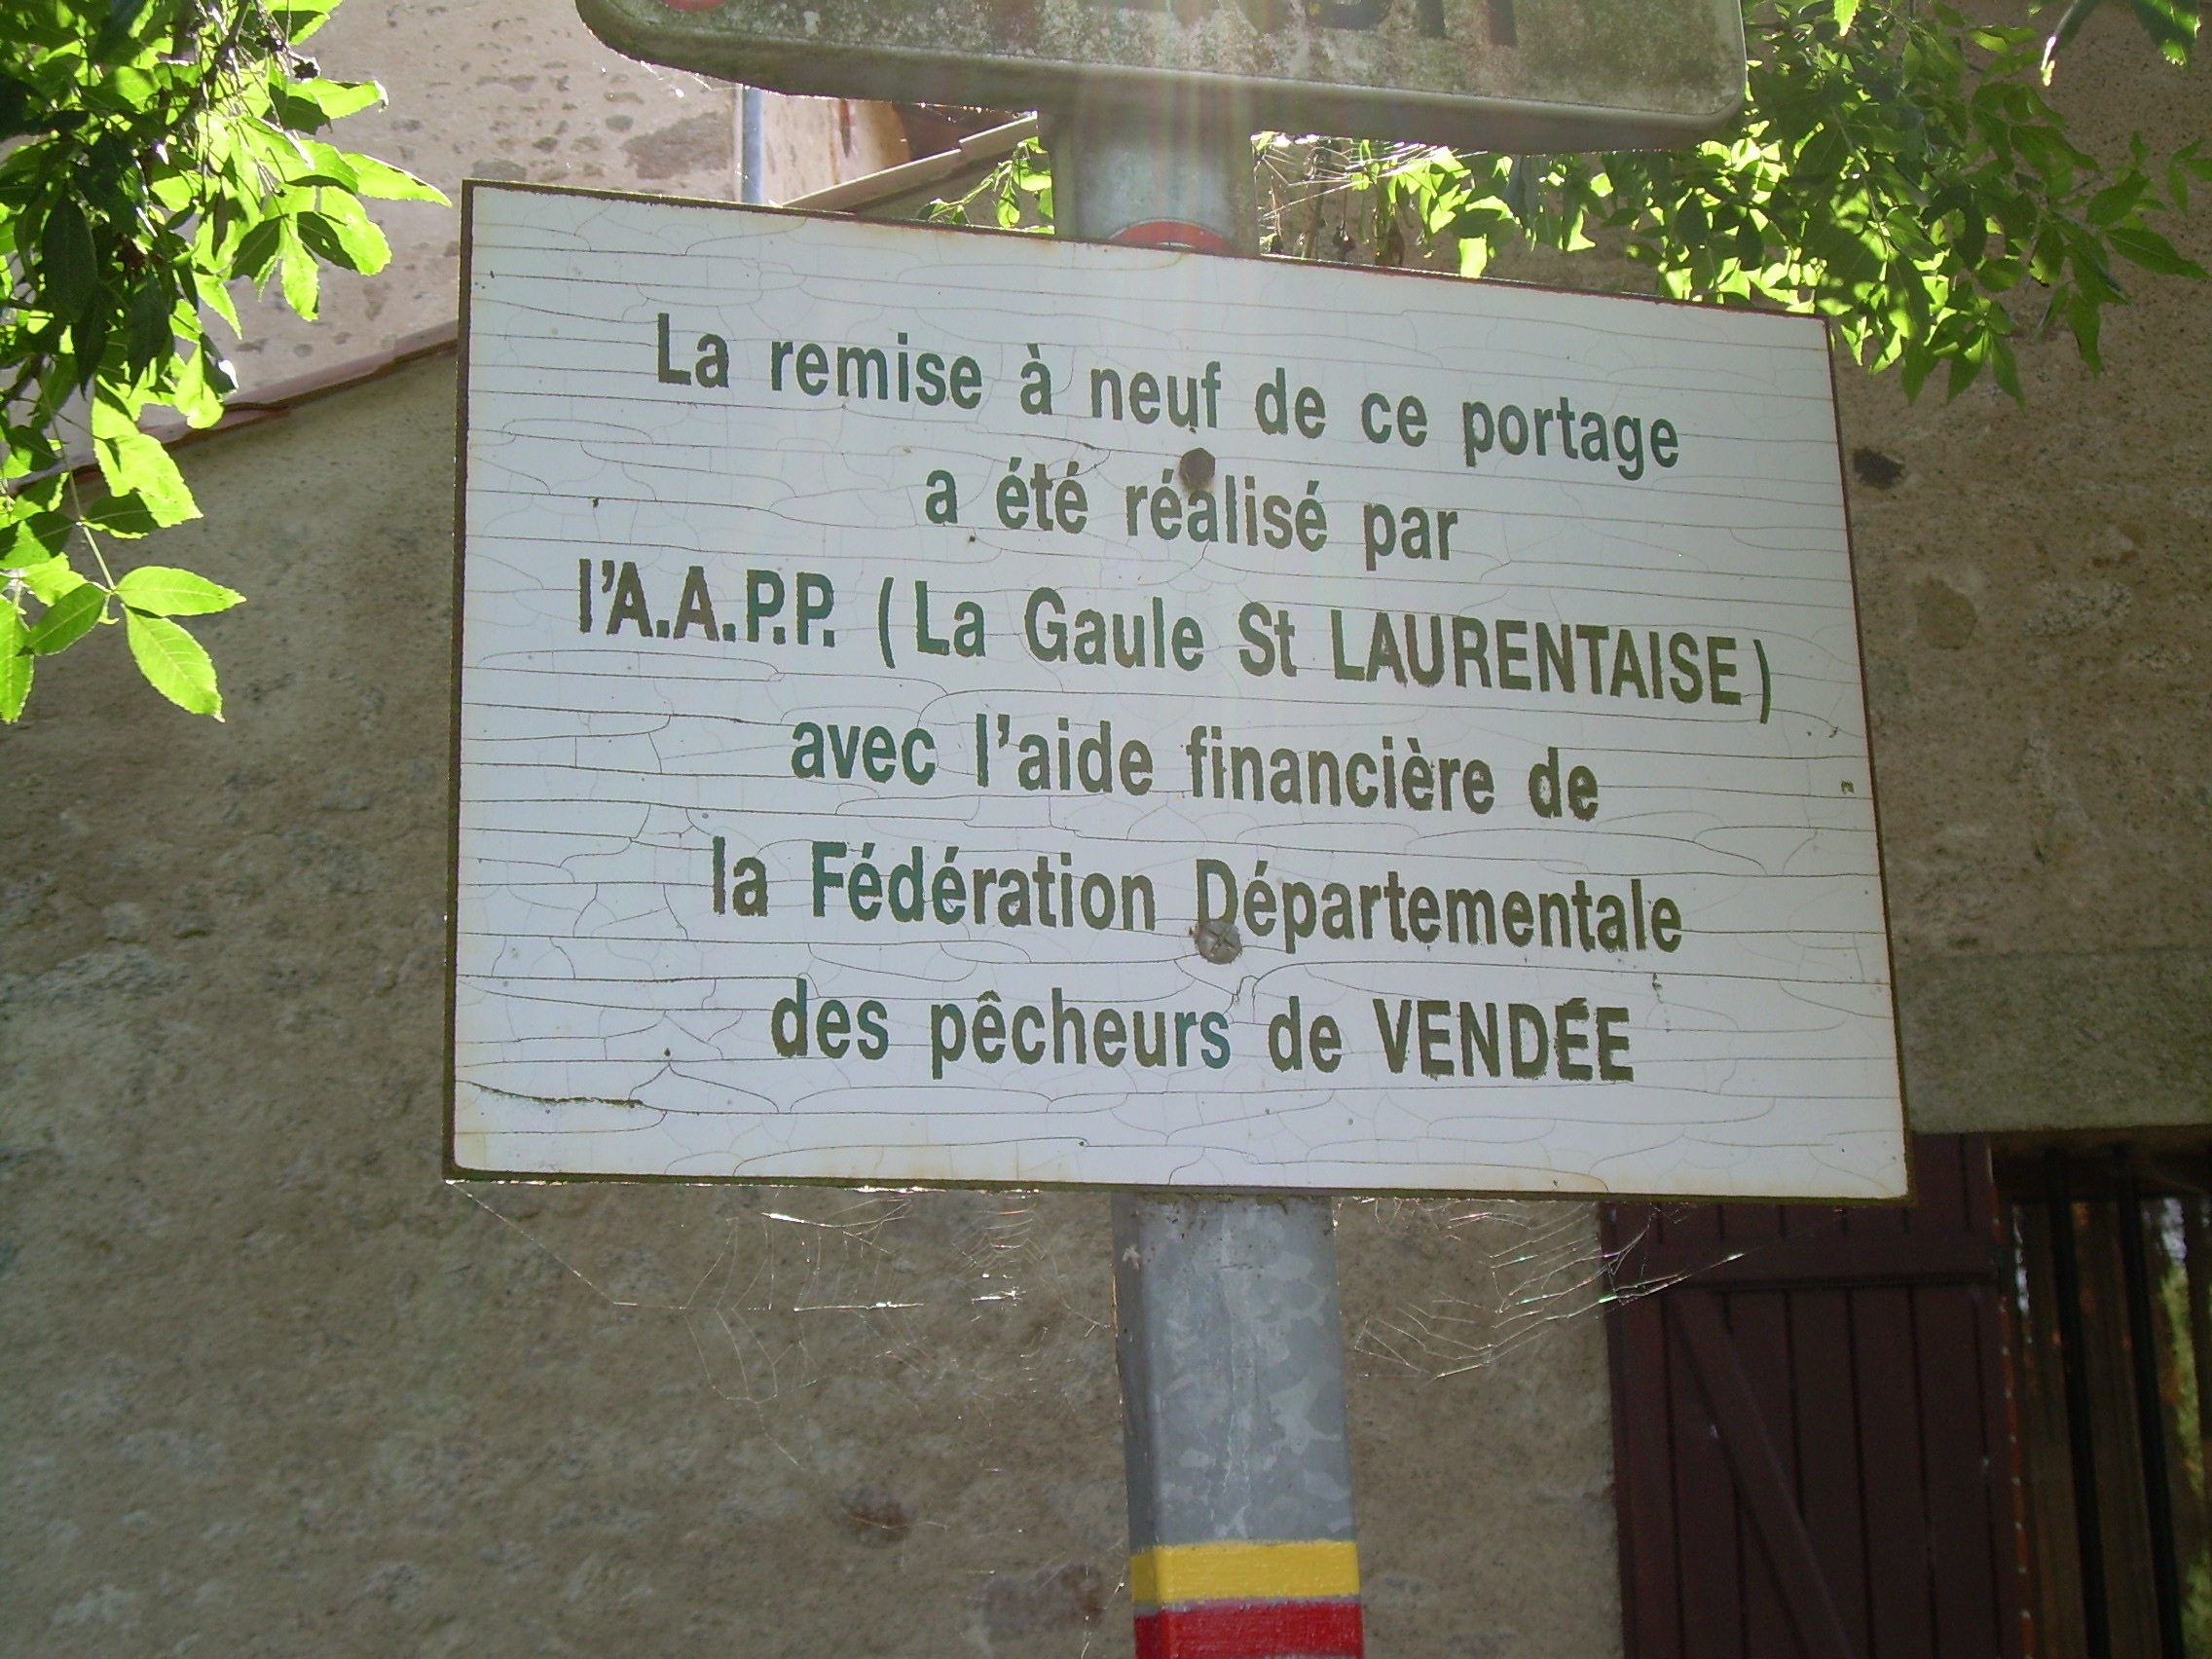 La remise à neuf de ce portage
a été réalisé par
l'A.A.P.P. (La Gaule St LAURENTAISE)
avec l'aide financière de
la Fédération Départementale
des pêcheurs de VENDÉE